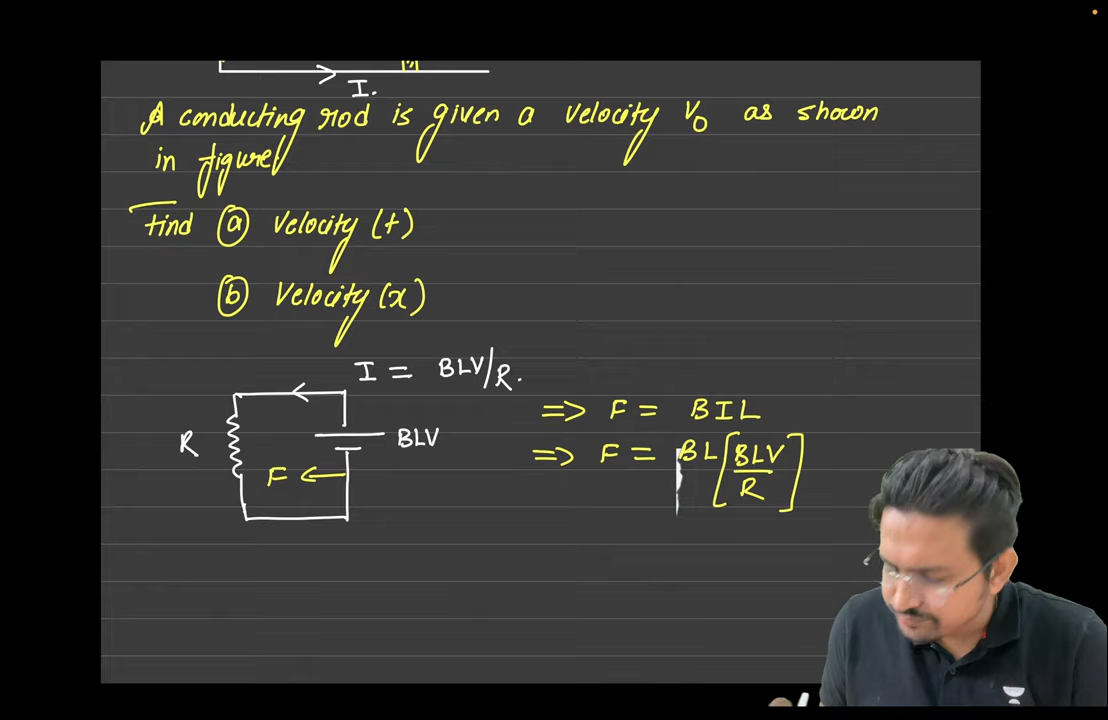 I.
A conducting rod is given a velocity V0 as shown
in figure
Find (a) Velocity (t)
(b) Velocity (x)
I = BLV/R.
R
BLV
F
=> F = BIL
=> F = BL[BLV/R]